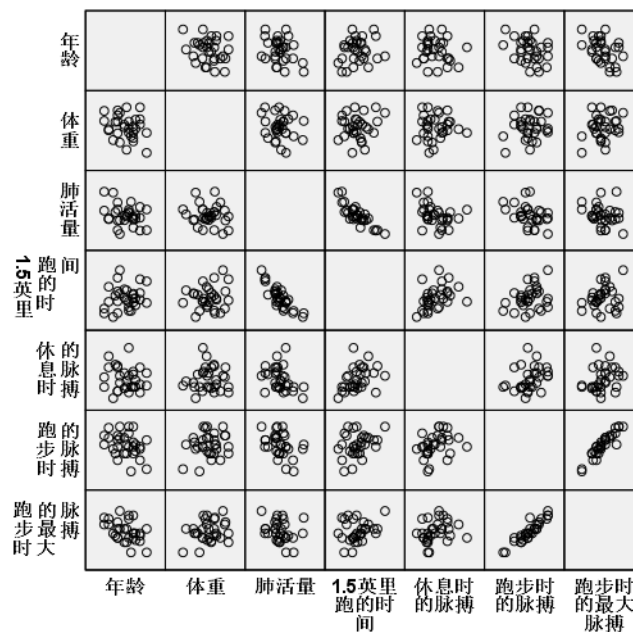 年龄
体重
肺活量
1.5英里
跑的时
间
休息时
的脉搏
跑步时
的脉搏
跑步时
的最大
脉搏
年龄
体重
肺活量
1.5英里
跑的时
间
休息时
的脉搏
跑步时
的脉搏
跑步时
的最大
脉搏